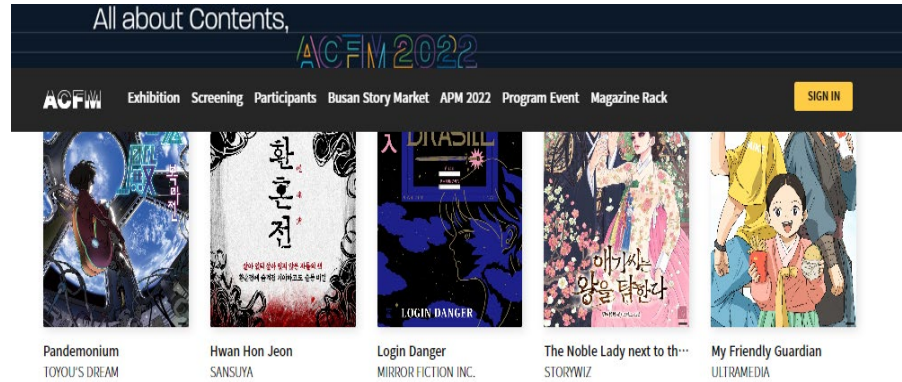 All about Contents,
ACFM 2022
ACFM Exhibition Screening Participants Busan Story Market APM 2022 Program Event Magazine Rack SIGN IN
복마전
환혼전
LOGIN DANGER
애기씨는
왕을 탐한다
Pandemonium Hwan Hon Jeon Login Danger The Noble Lady next to th··· My Friendly Guardian
TOYOU'S DREAM SANSUYA MIRROR FICTION INC. STORYWIZ ULTRAMEDIA